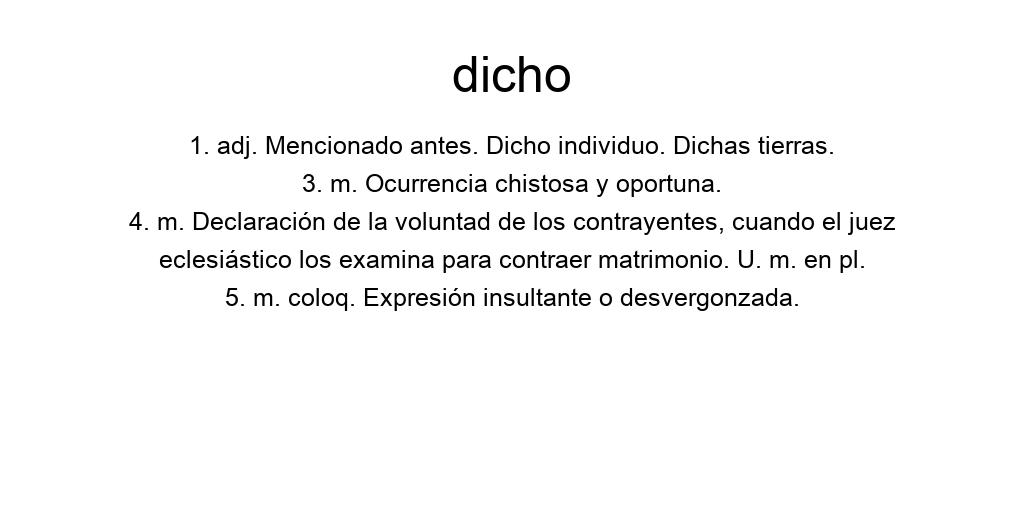 dicho
1. adj. Mencionado antes. Dicho individuo. Dichas tierras.
3. m. Ocurrencia chistosa y oportuna.
4. m. Declaración de la voluntad de los contrayentes, cuando el juez
eclesiástico los examina para contraer matrimonio. U. m. en pl.
5. m. coloq. Expresión insultante o desvergonzada.